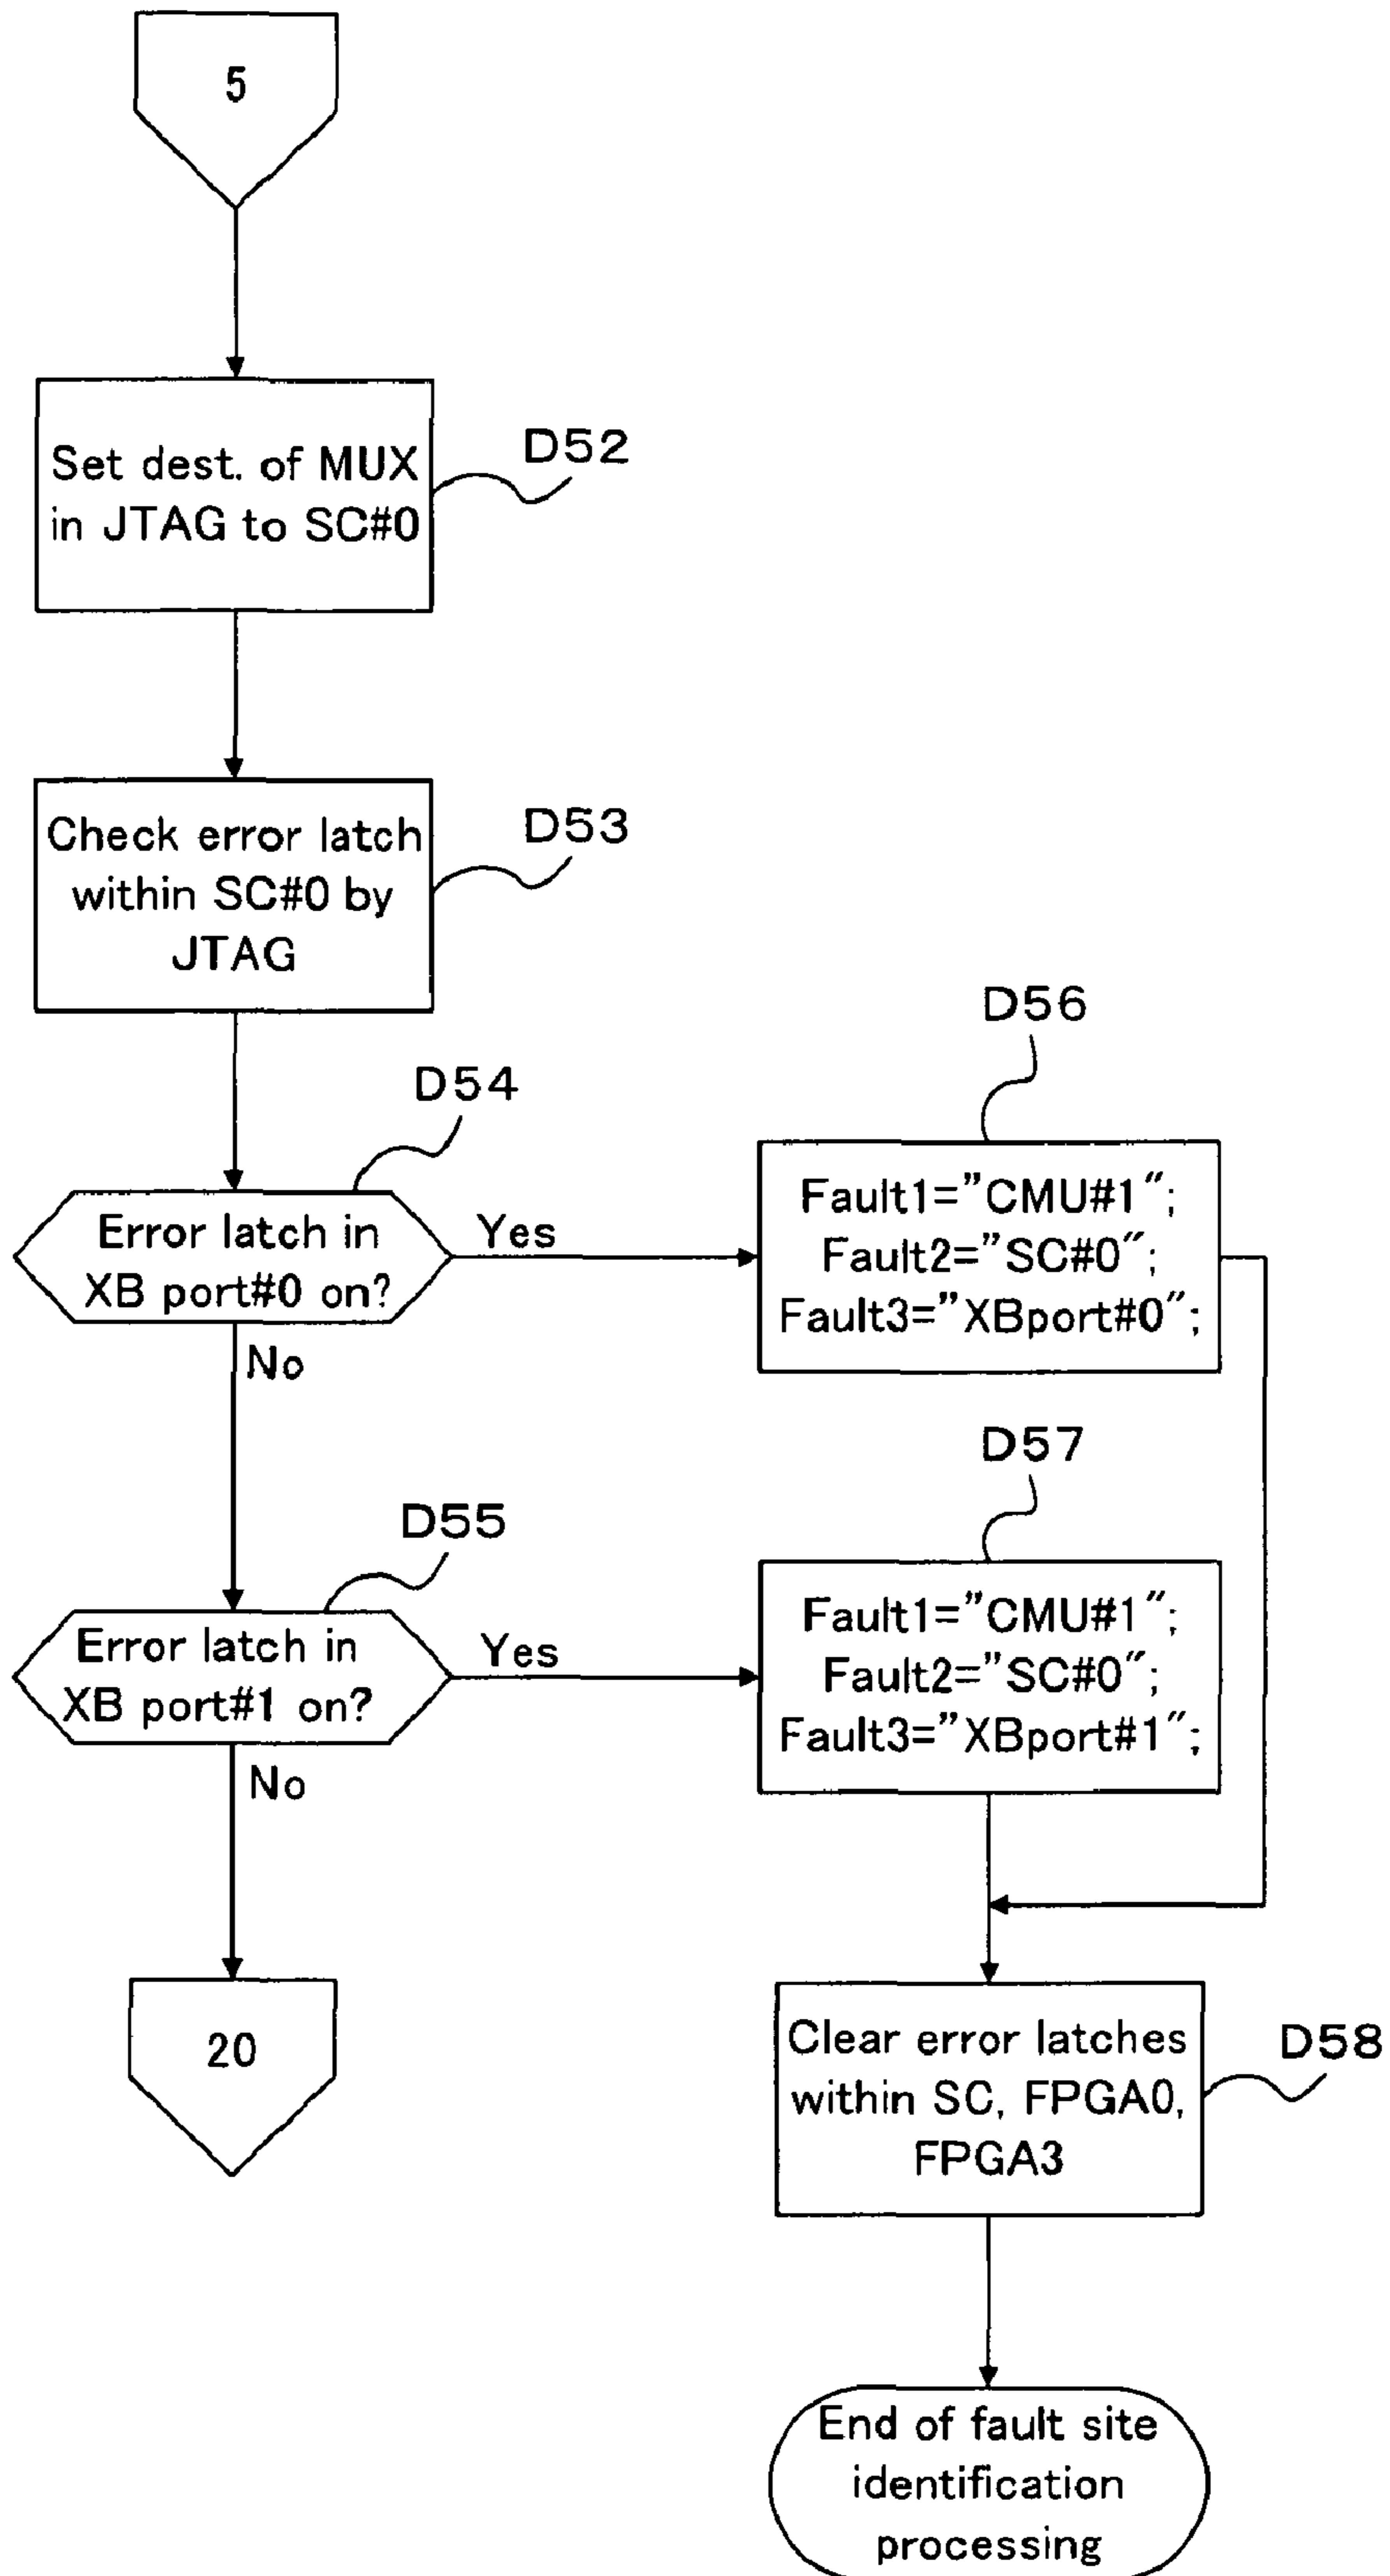 5
Set dest. of MUX
in JTAG to SC#0
D52
Check error latch
within SC#0 by
JTAG
D53
D54
Error latch in
XB port#0 on?
Yes
No
D56
Fault1="CMU#1";
Fault2="SC#0";
Fault3="XBport#0";
D55
Error latch in
XB port#1 on?
Yes
No
D57
Fault1="CMU#1";
Fault2="SC#0";
Fault3="XBport#1";
20
Clear error latches
within SC, FPGA0,
FPGA3
D58
End of fault site
identification
processing